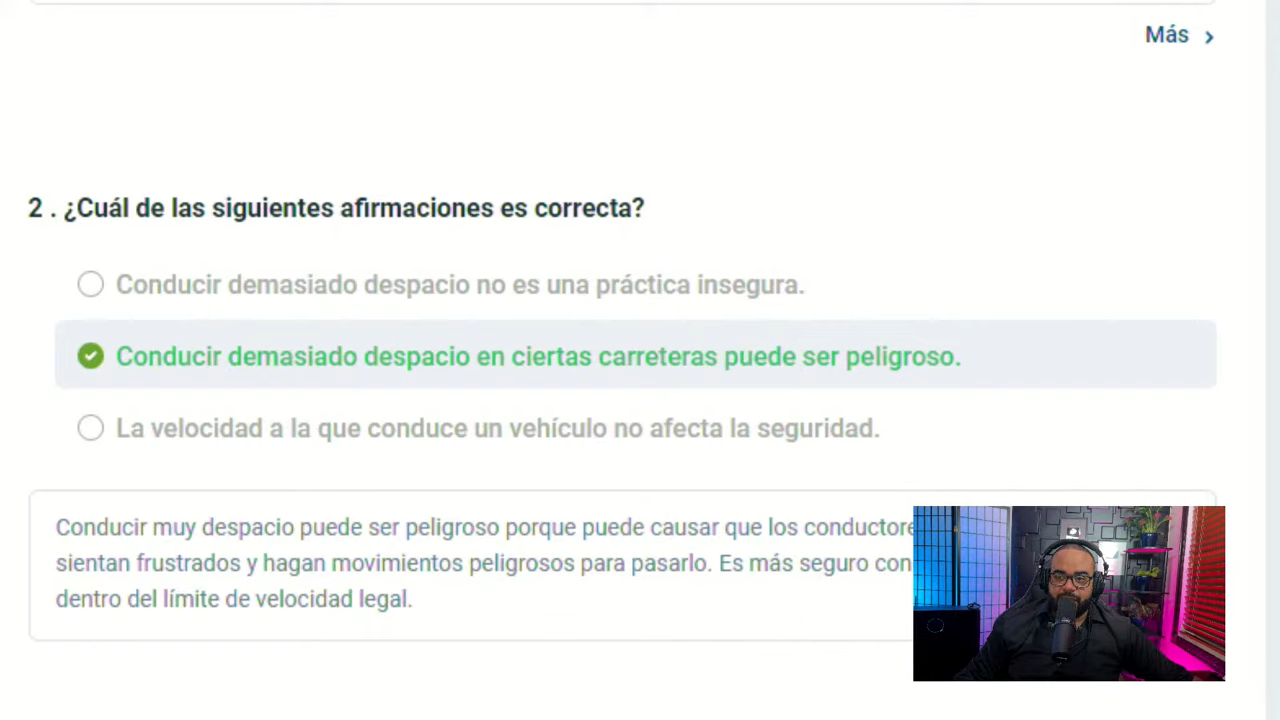 Más
2 . ¿Cuál de las siguientes afirmaciones es correcta?
Conducir demasiado despacio no es una práctica insegura.
Conducir demasiado despacio en ciertas carreteras puede ser peligroso.
La velocidad a la que conduce un vehículo no afecta la seguridad.
Conducir muy despacio puede ser peligroso porque puede causar que los
sientan frustrados y hagan movimientos peligrosos para pasarlo. Es más seguro
dentro del límite de velocidad legal.